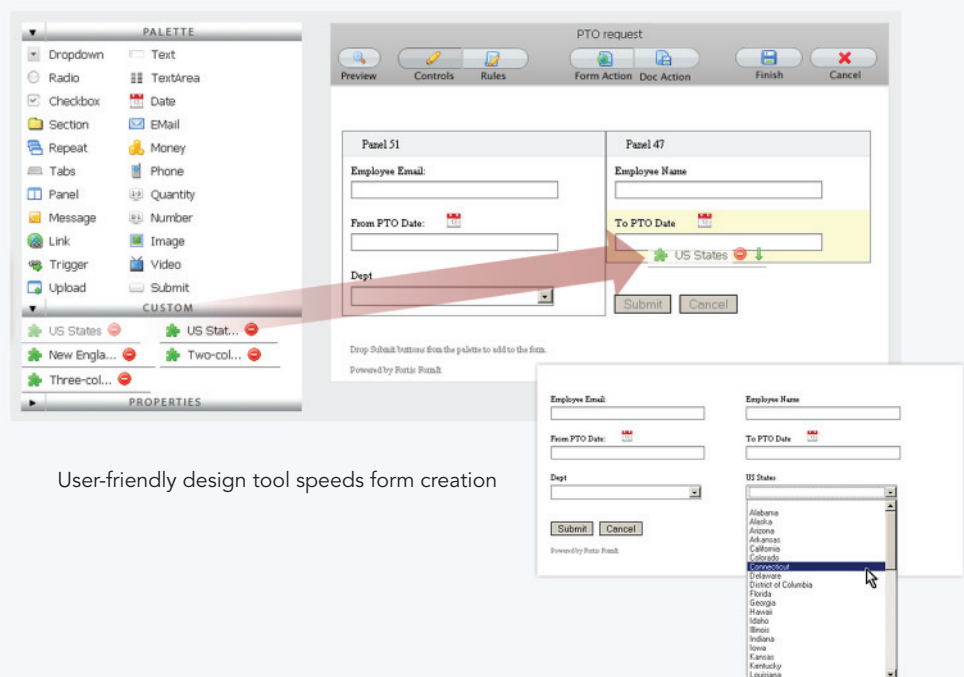 PALETTE
Dropdown Text
Radio TextArea
Checkbox Date
Section EMail
Repeat Money
Tabs Phone
Panel Quantity
Message Number
Link Image
Trigger Video
Upload Submit
CUSTOM
US States US Stat...
New Engla... Two-col...
Three-col...
PROPERTIES
PTO request
Preview Controls Rules Form Action Doc Action Finish Cancel
Panel 51 Panel 47
Employee Email: Employee Name
From PTO Date: To PTO Date
US States
Dept
Submit Cancel
Drop Submit buttons from the palette to add to the form.
Powered by Fortis FormIt
User-friendly design tool speeds form creation
Employee Email: Employee Name
From PTO Date: To PTO Date
Dept US States
Submit Cancel
Powered by Fortis FormIt
Alabama
Alaska
Arizona
Arkansas
California
Colorado
Connecticut
Delaware
District of Columbia
Florida
Georgia
Hawaii
Idaho
Illinois
Indiana
Iowa
Kansas
Kentucky
Louisiana